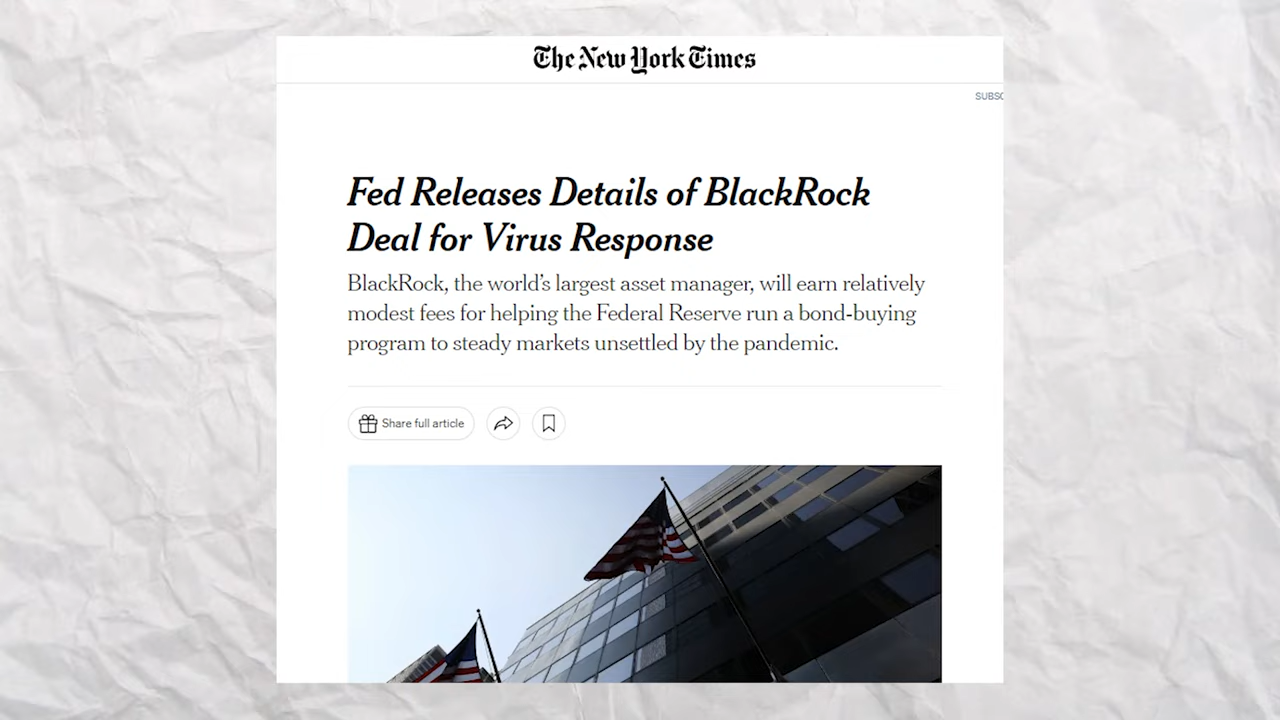 The New York Times
SUBSC
Fed Releases Details of BlackRock
Deal for Virus Response
BlackRock, the world's largest asset manager, will earn relatively
modest fees for helping the Federal Reserve run a bond-buying
program to steady markets unsettled by the pandemic.
Share full article